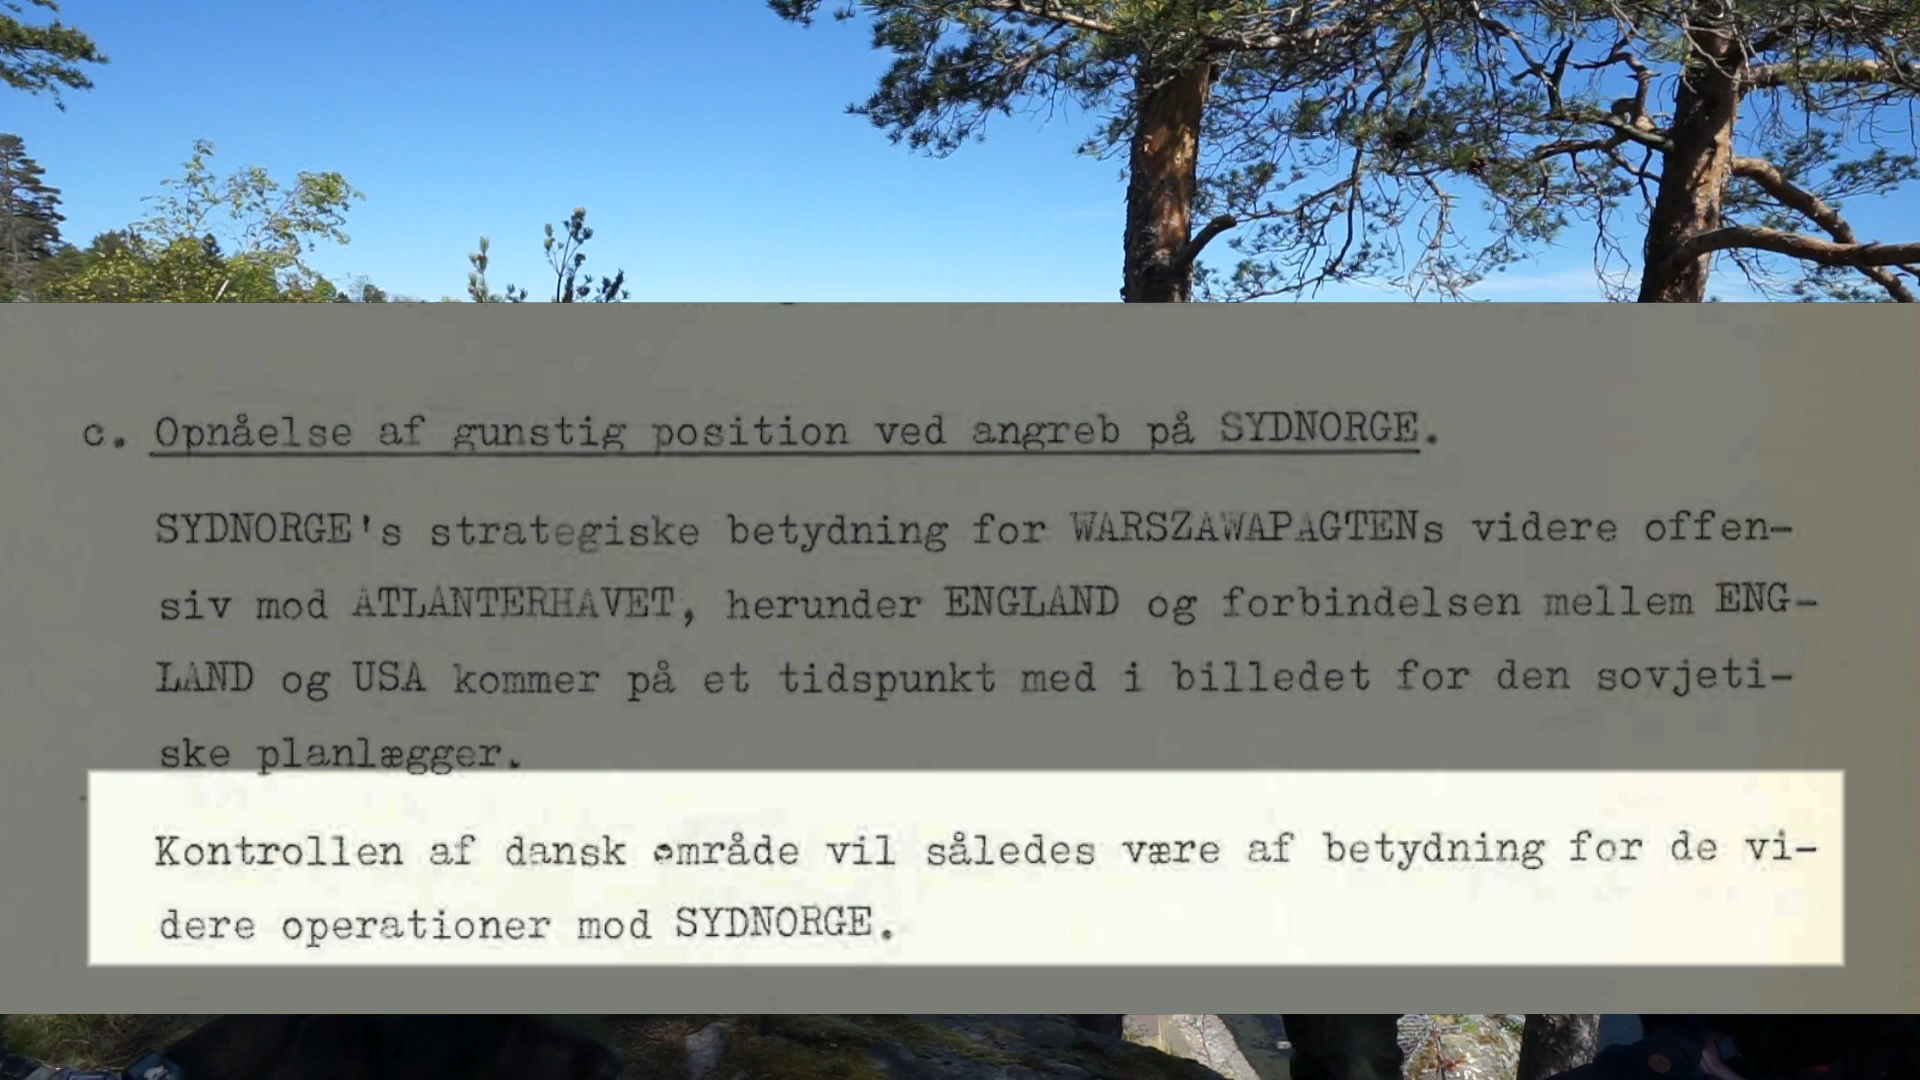 c. Opnåelse af gunstig position ved angreb på SYDNORGE.
SYDNORGE's strategiske betydning for WARSZAWAPAGTENs videre offen-
siv mod ATLANTERHAVET, herunder ENGLAND og forbindelsen mellem ENG-
LAND og USA kommer på et tidspunkt med i billedet for den sovjeti-
ske planlægger.
Kontrollen af dansk område vil således være af betydning for de vi-
dere operationer mod SYDNORGE.